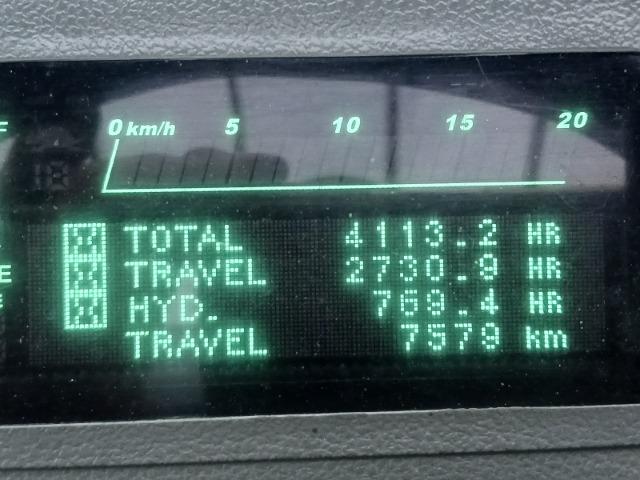 0 km/h 5 10 15 20
TOTAL 4113.2 HR
TRAVEL 2730.9 HR
HYD. 769.4 HR
TRAVEL 7579 km